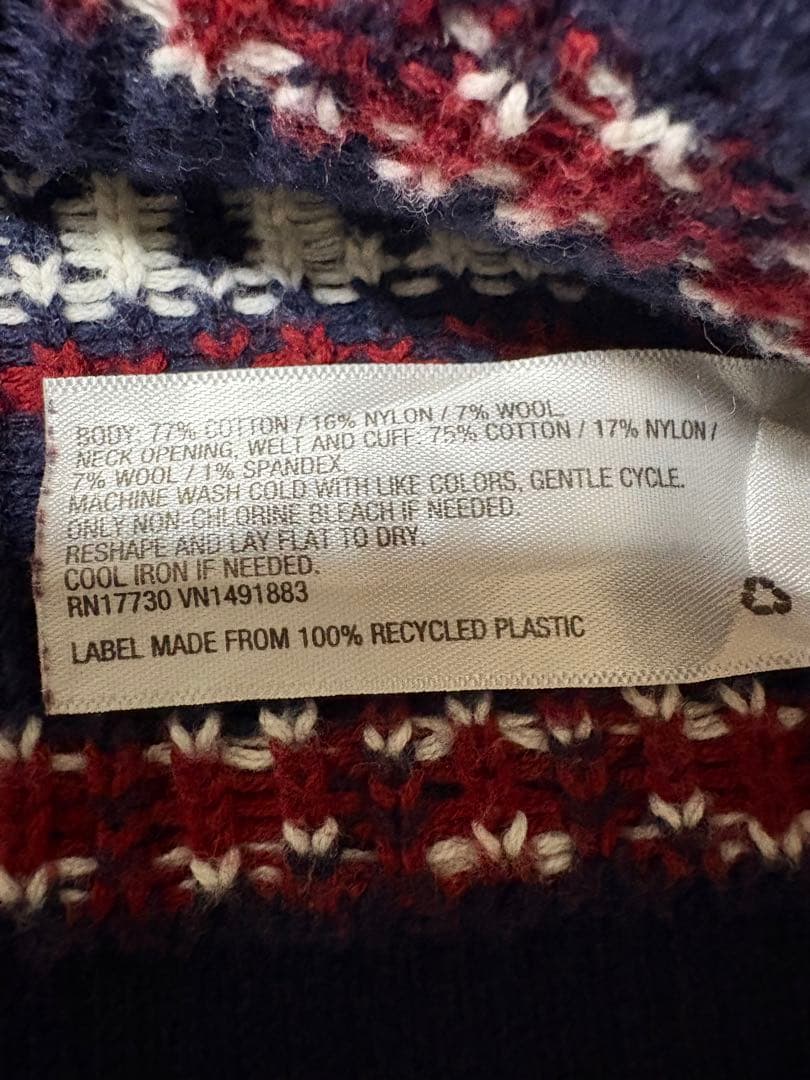 BODY: 77% COTTON / 16% NYLON / 7% WOOL.
NECK OPENING, WELT AND CUFF: 75% COTTON / 17% NYLON /
7% WOOL / 1% SPANDEX.
MACHINE WASH COLD WITH LIKE COLORS, GENTLE CYCLE.
ONLY NON-CHLORINE BLEACH IF NEEDED.
RESHAPE AND LAY FLAT TO DRY.
COOL IRON IF NEEDED.
RN17730 VN1491883
LABEL MADE FROM 100% RECYCLED PLASTIC